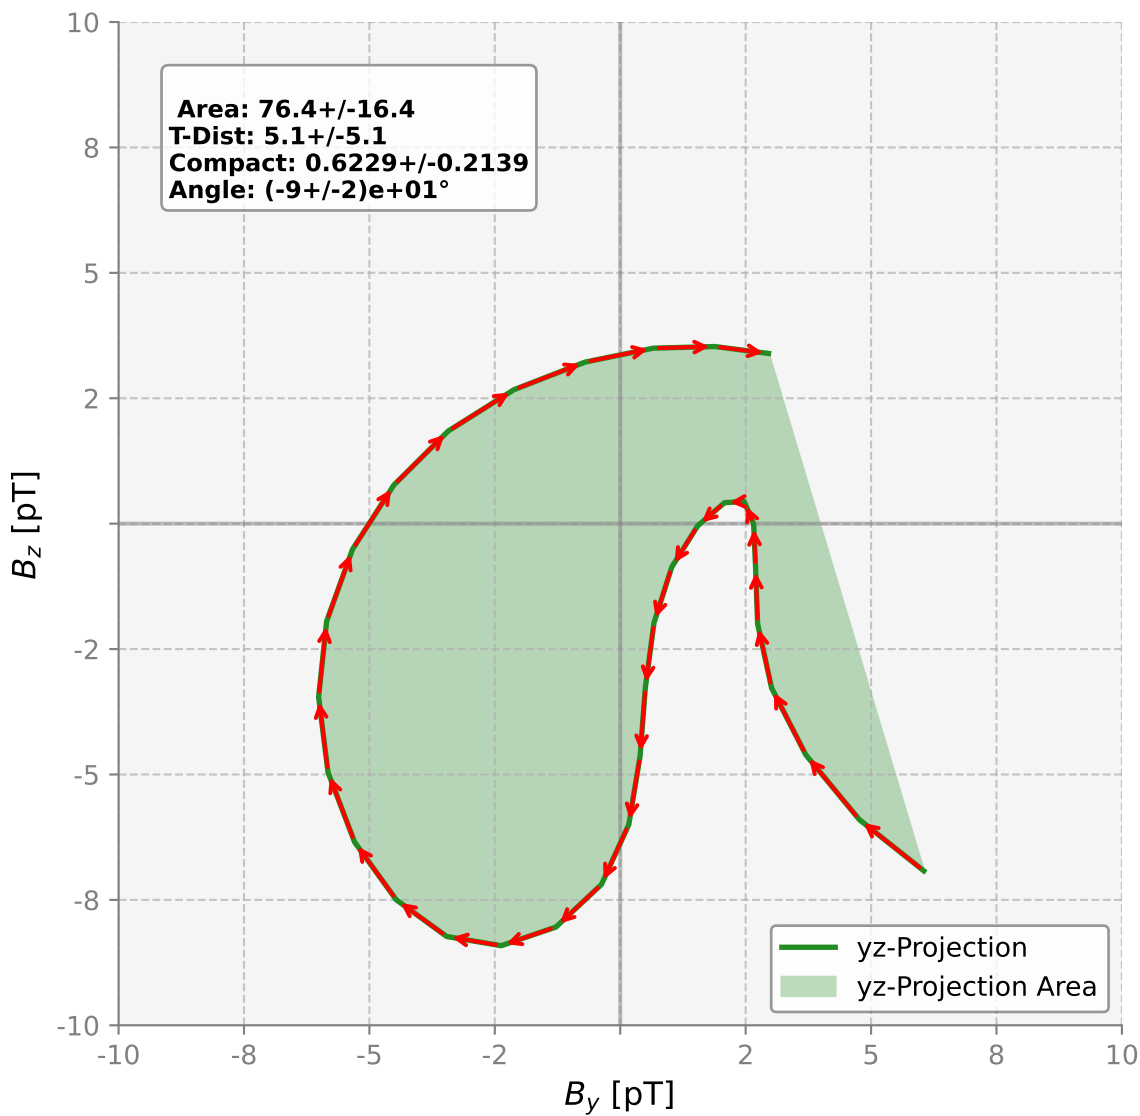 10
8
5
2
-2
-5
-8
-10
-10
-8
-5
-2
2
5
8
10
B_z [pT]
B_y [pT]
Area: 76.4+/-16.4
T-Dist: 5.1+/-5.1
Compact: 0.6229+/-0.2139
Angle: (-9+/-2)e+01°
yz-Projection
yz-Projection Area